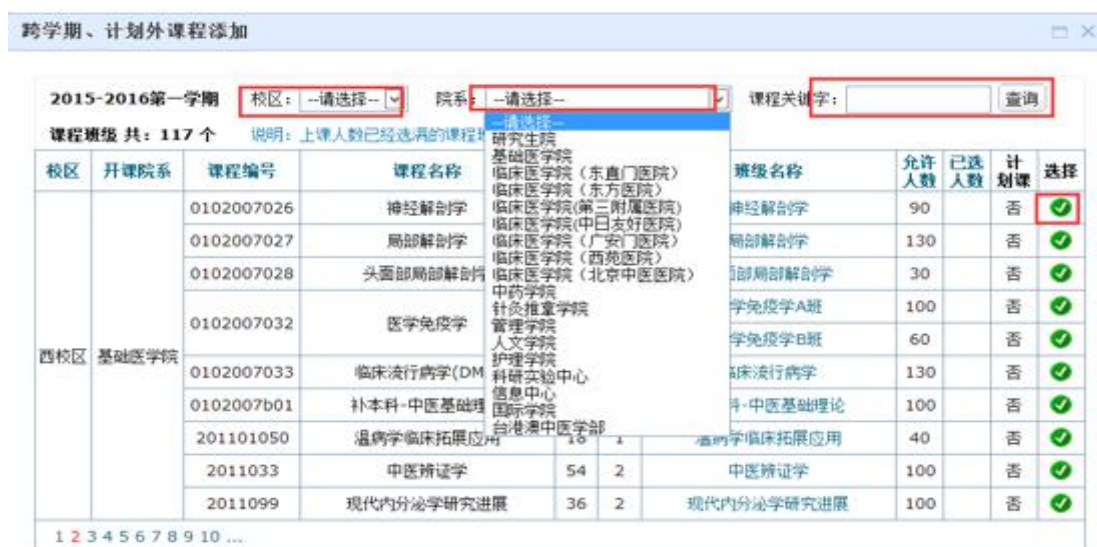 跨学期、计划外课程添加
2015-2016第一学期 校区: --请选择-- 院系: --请选择-- 课程关键字: 查询
课程班级 共: 117 个 说明: 上课人数已经选满的课程
--请选择--
研究生院
基础医学院
临床医学院（东直门医院）
临床医学院（东方医院）
临床医学院(第三附属医院)
临床医学院(中日友好医院)
临床医学院（广安门医院）
临床医学院（西苑医院）
临床医学院（北京中医医院）
中药学院
针灸推拿学院
管理学院
人文学院
护理学院
科研实验中心
信息中心
国际学院
台港澳中医学部
校区 开课院系 课程编号 课程名称 班级名称 允许人数 已选人数 计划课 选择
西校区 基础医学院
0102007026 神经解剖学 神经解剖学 90 否
0102007027 局部解剖学 局部解剖学 130 否
0102007028 头面部局部解剖学 部局部解剖学 30 否
0102007032 医学免疫学 学免疫学A班 100 否
学免疫学B班 60 否
0102007033 临床流行病学(DM 临床流行病学 130 否
0102007b01 补本科-中医基础理 科-中医基础理论 100 否
201101050 温病学临床拓展应用 18 1 温病学临床拓展应用 40 否
2011033 中医辨证学 54 2 中医辨证学 100 否
2011099 现代内分泌学研究进展 36 2 现代内分泌学研究进展 100 否
1 2 3 4 5 6 7 8 9 10 ...